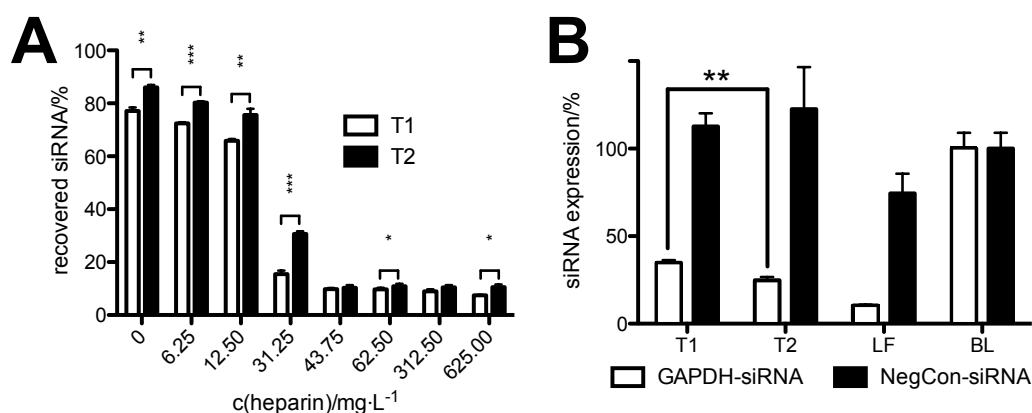 A
B
recovered siRNA/%
100
80
60
40
20
0
**
***
**
***
*
*
T1
T2
0
6.25
12.50
31.25
43.75
62.50
312.50
625.00
c(heparin)/mg·L⁻¹
siRNA expression/%
100
50
0
**
T1 T2 LF BL
GAPDH-siRNA NegCon-siRNA